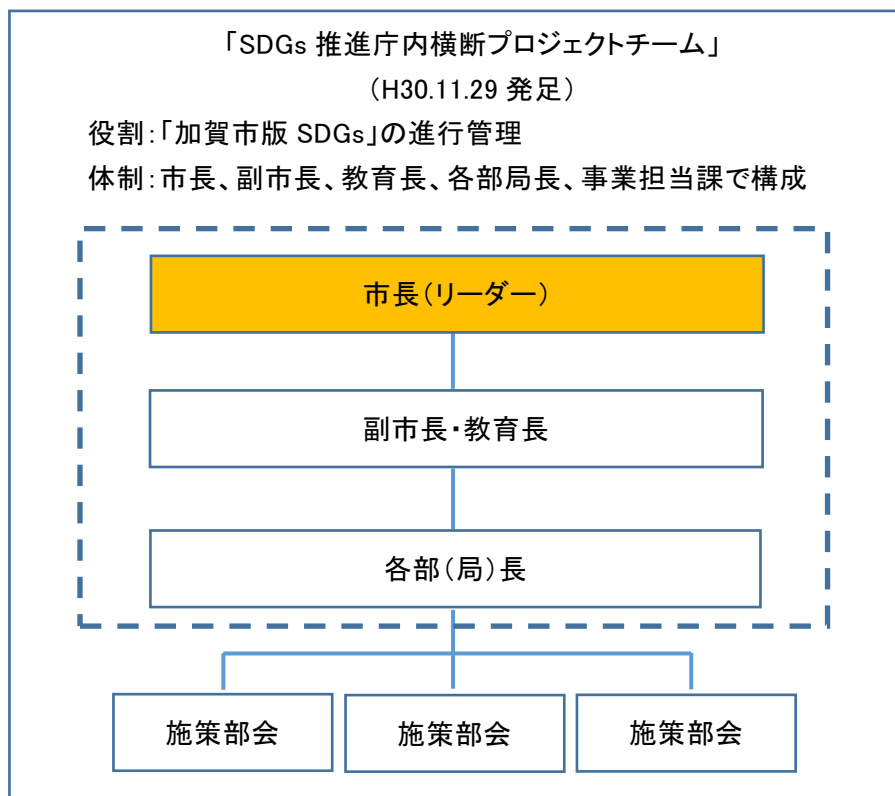 「SDGs 推進庁内横断プロジェクトチーム」
（H30.11.29 発足）
役割：「加賀市版 SDGs」の進行管理
体制：市長、副市長、教育長、各部局長、事業担当課で構成
市長（リーダー）
副市長・教育長
各部（局）長
施策部会
施策部会
施策部会